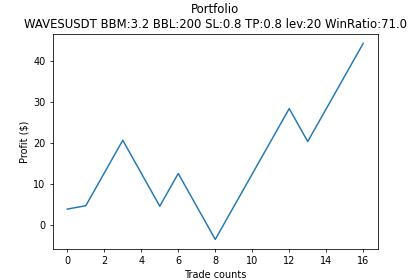 Portfolio
WAVESUSDT BBM:3.2 BBL:200 SL:0.8 TP:0.8 lev:20 WinRatio:71.0
40
30
20
10
0
Profit ($)
0 2 4 6 8 10 12 14 16
Trade counts